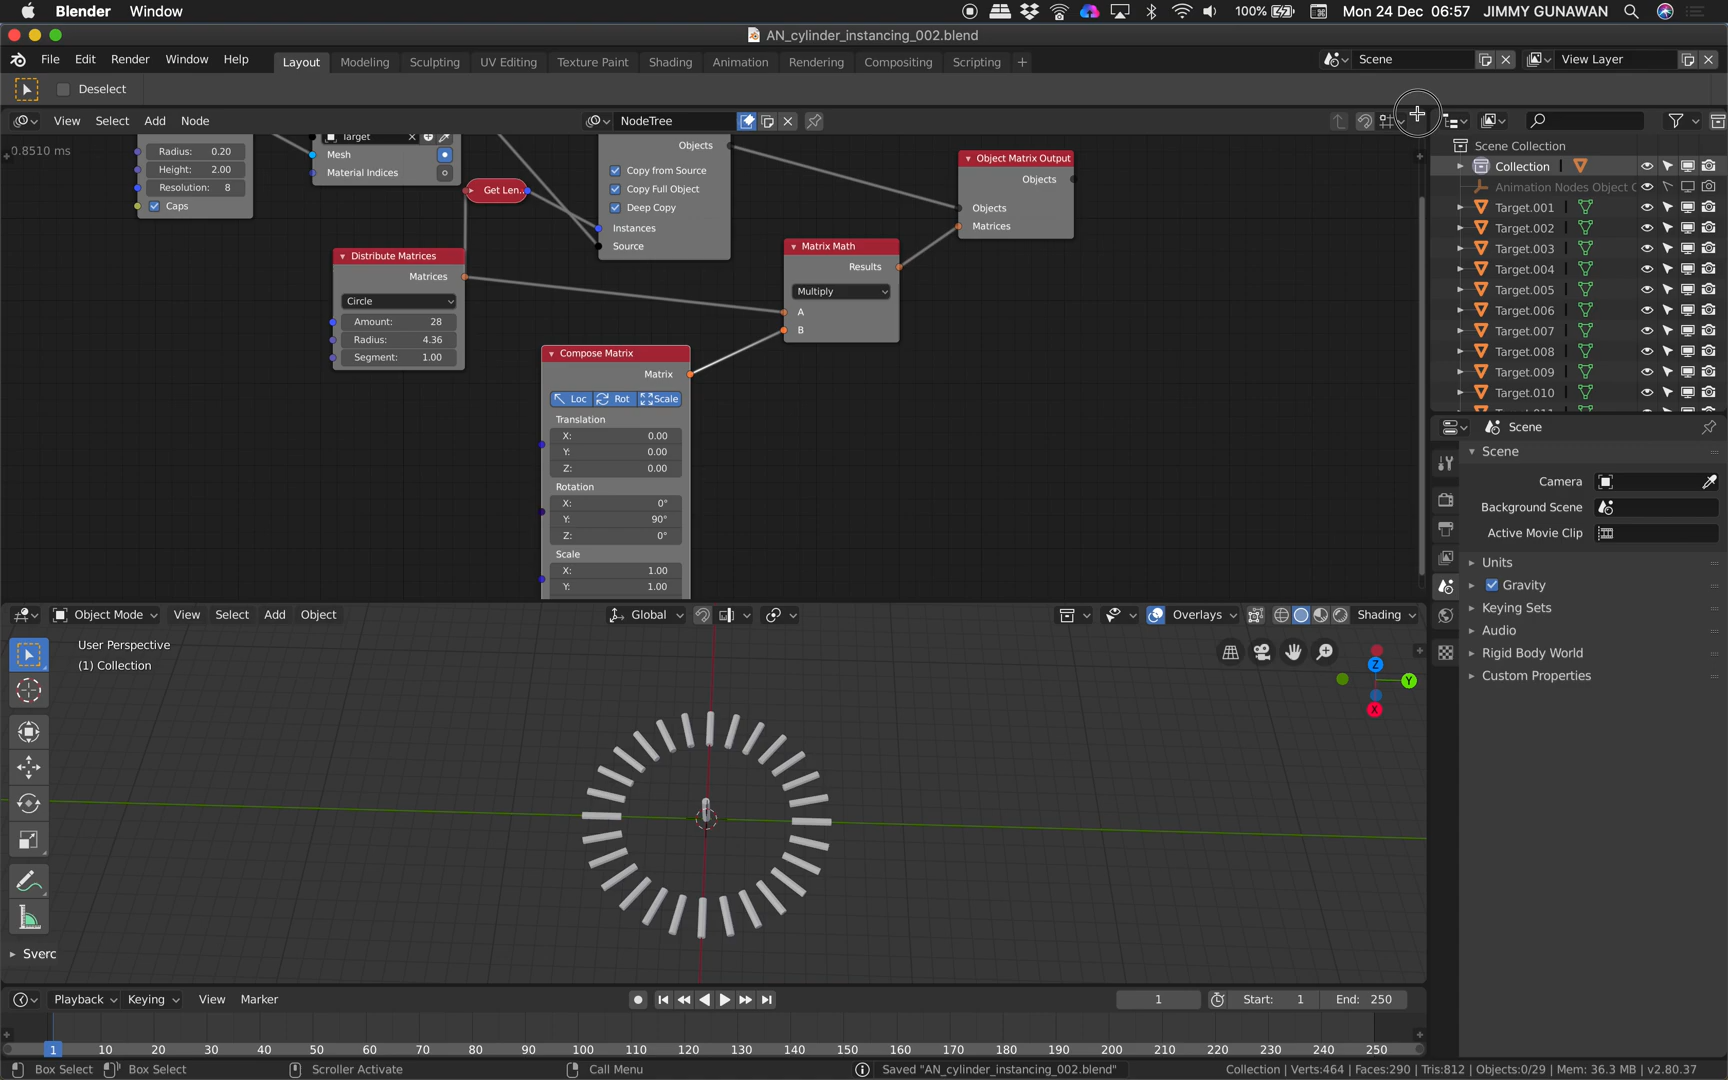 Blender Window 100% Mon 24 Dec 06:57 JIMMY GUNAWAN
AN_cylinder_instancing_002.blend
File Edit Render Window Help Layout Modeling Sculpting UV Editing Texture Paint Shading Animation Rendering Compositing Scripting + Scene View Layer
Deselect
View Select Add Node NodeTree
0.8510 ms
Radius: 0.20
Height: 2.00
Resolution: 8
Caps
Target
Mesh
Material Indices
Get Len..
Objects
Copy from Source
Copy Full Object
Deep Copy
Instances
Source
Object Matrix Output
Objects
Objects
Matrices
Distribute Matrices
Matrices
Circle
Amount: 28
Radius: 4.36
Segment: 1.00
Matrix Math
Results
Multiply
A
B
Compose Matrix
Matrix
Loc Rot Scale
Translation
X: 0.00
Y: 0.00
Z: 0.00
Rotation
X: 0°
Y: 90°
Z: 0°
Scale
X: 1.00
Y: 1.00
Scene Collection
Collection
Animation Nodes Object C
Target.001
Target.002
Target.003
Target.004
Target.005
Target.006
Target.007
Target.008
Target.009
Target.010
Scene
Scene
Camera
Background Scene
Active Movie Clip
Units
Gravity
Keying Sets
Audio
Rigid Body World
Custom Properties
Object Mode View Select Add Object Global Overlays Shading
User Perspective
(1) Collection
Z
Y
X
Sverc
Playback Keying View Marker 1 Start: 1 End: 250
1 10 20 30 40 50 60 70 80 90 100 110 120 130 140 150 160 170 180 190 200 210 220 230 240 250
Box Select Box Select Scroller Activate Call Menu Saved "AN_cylinder_instancing_002.blend" Collection | Verts:464 | Faces:290 | Tris:812 | Objects:0/29 | Mem: 36.3 MB | v2.80.37